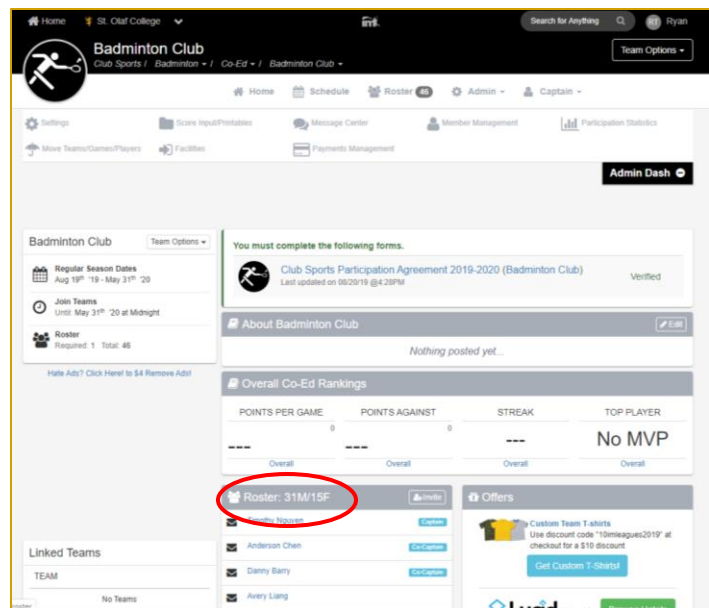 Home St. Olaf College Search for Anything Ryan
Badminton Club
Club Sports / Badminton / Co-Ed / Badminton Club
Team Options
Home Schedule Roster 46 Admin Captain
Settings Score Input/Printables Message Center Member Management Participation Statistics
Move Teams/Games/Players Facilities Payments Management
Admin Dash
Badminton Club Team Options
Regular Season Dates
Aug 19th '19 - May 31th '20
Join Teams
Until: May 31th '20 at Midnight
Roster
Required: 1 Total: 46
Hate Ads? Click Here! to $4 Remove Ads!
You must complete the following forms.
Club Sports Participation Agreement 2019-2020 (Badminton Club)
Last updated on 08/20/19 @4:28PM
Verified
About Badminton Club Edit
Nothing posted yet...
Overall Co-Ed Rankings
POINTS PER GAME POINTS AGAINST STREAK TOP PLAYER
0 0
--- --- --- No MVP
Overall Overall Overall Overall
Roster: 31M/15F Invite
Timothy Nguyen Captain
Anderson Chen Co-Captain
Danny Barry Co-Captain
Avery Liang
Offers
Custom Team T-shirts
Use discount code "10imleagues2019" at
checkout for a $10 discount
Get Custom T-Shirts!
Linked Teams
TEAM
No Teams